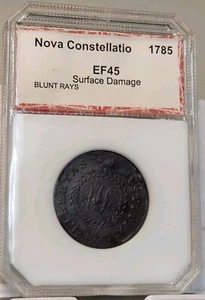 Nova Constellatio 1785
EF45
Surface Damage
BLUNT RAYS